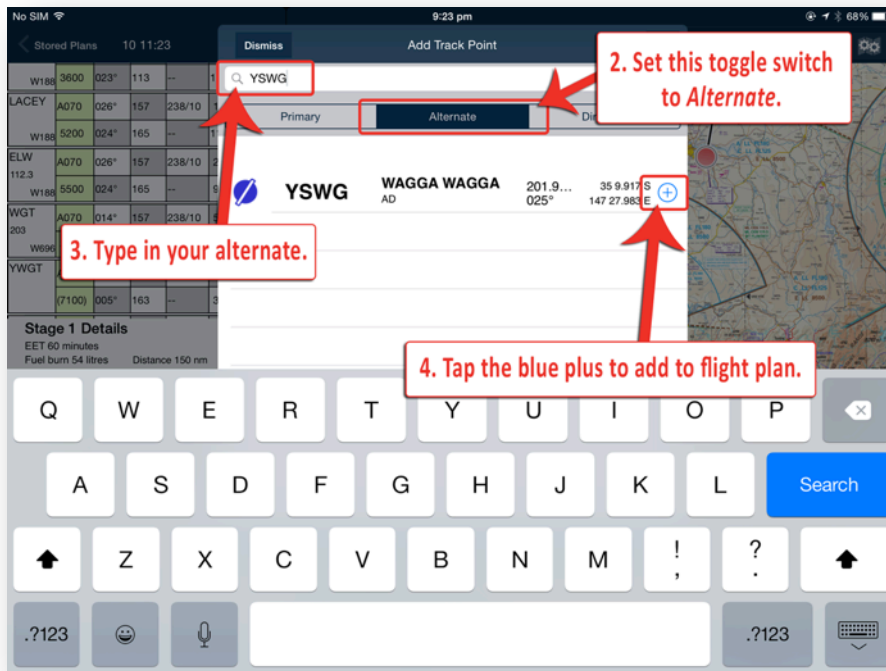 No SIM
9:23 pm
68%
Stored Plans
10 11:23
Dismiss
Add Track Point
YSWG
2. Set this toggle switch
to Alternate.
Primary
Alternate
W188 3600 023° 113 --
LACEY A070 026° 157 238/10
W188 5200 024° 165 --
ELW
112.3
A070 026° 157 238/10
W188 5500 024° 165 --
WGT
203
A070 014° 157 238/10
W696
YWGT
(7100) 005° 163 --
YSWG
WAGGA WAGGA
AD
201.9...
025°
35 9.917 S
147 27.983 E
3. Type in your alternate.
4. Tap the blue plus to add to flight plan.
Stage 1 Details
EET 60 minutes
Fuel burn 54 litres Distance 150 nm
Q W E R T Y U I O P
A S D F G H J K L Search
Z X C V B N M ! , ? .
.?123
.?123